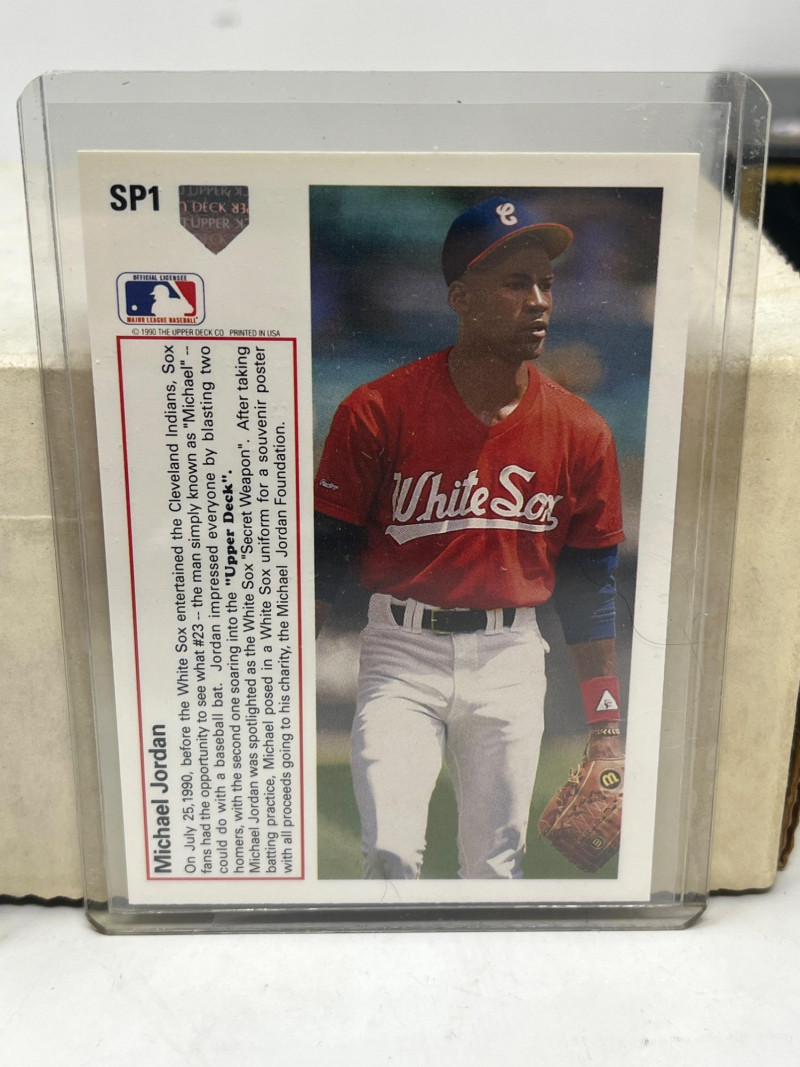 SP1
UPPER
DECK
UPPER
OFFICIAL LICENSEE
MAJOR LEAGUE BASEBALL
© 1990 THE UPPER DECK CO. PRINTED IN USA
Michael Jordan
On July 25,1990, before the White Sox entertained the Cleveland Indians, Sox
fans had the opportunity to see what #23 -- the man simply known as "Michael" --
could do with a baseball bat. Jordan impressed everyone by blasting two
homers, with the second one soaring into the "Upper Deck".
Michael Jordan was spotlighted as the White Sox "Secret Weapon". After taking
batting practice, Michael posed in a White Sox uniform for a souvenir poster
with all proceeds going to his charity, the Michael Jordan Foundation.
C
White Sox